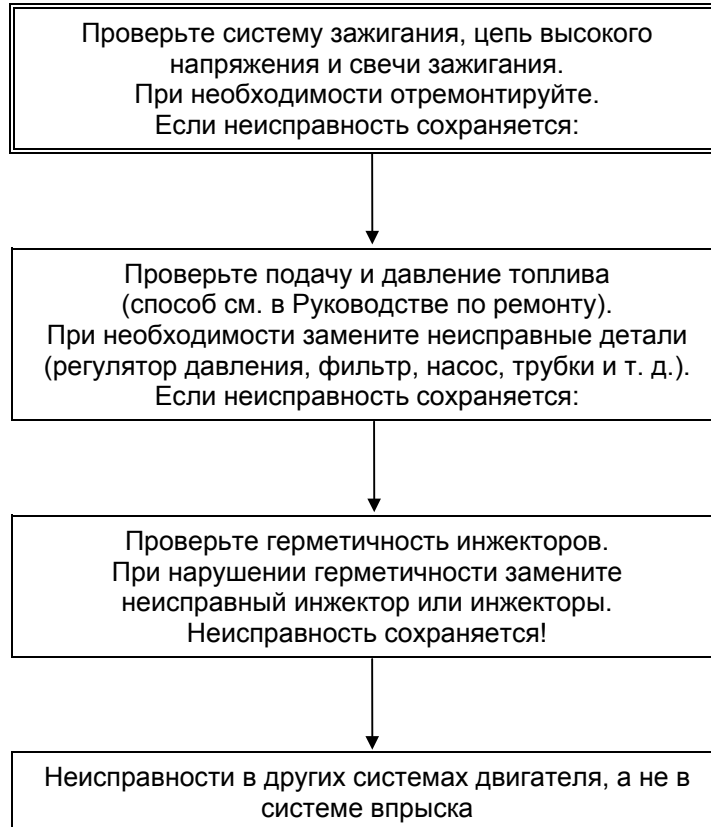 Проверьте систему зажигания, цепь высокого
напряжения и свечи зажигания.
При необходимости отремонтируйте.
Если неисправность сохраняется:
Проверьте подачу и давление топлива
(способ см. в Руководстве по ремонту).
При необходимости замените неисправные детали
(регулятор давления, фильтр, насос, трубки и т. д.).
Если неисправность сохраняется:
Проверьте герметичность инжекторов.
При нарушении герметичности замените
неисправный инжектор или инжекторы.
Неисправность сохраняется!
Неисправности в других системах двигателя, а не в
системе впрыска